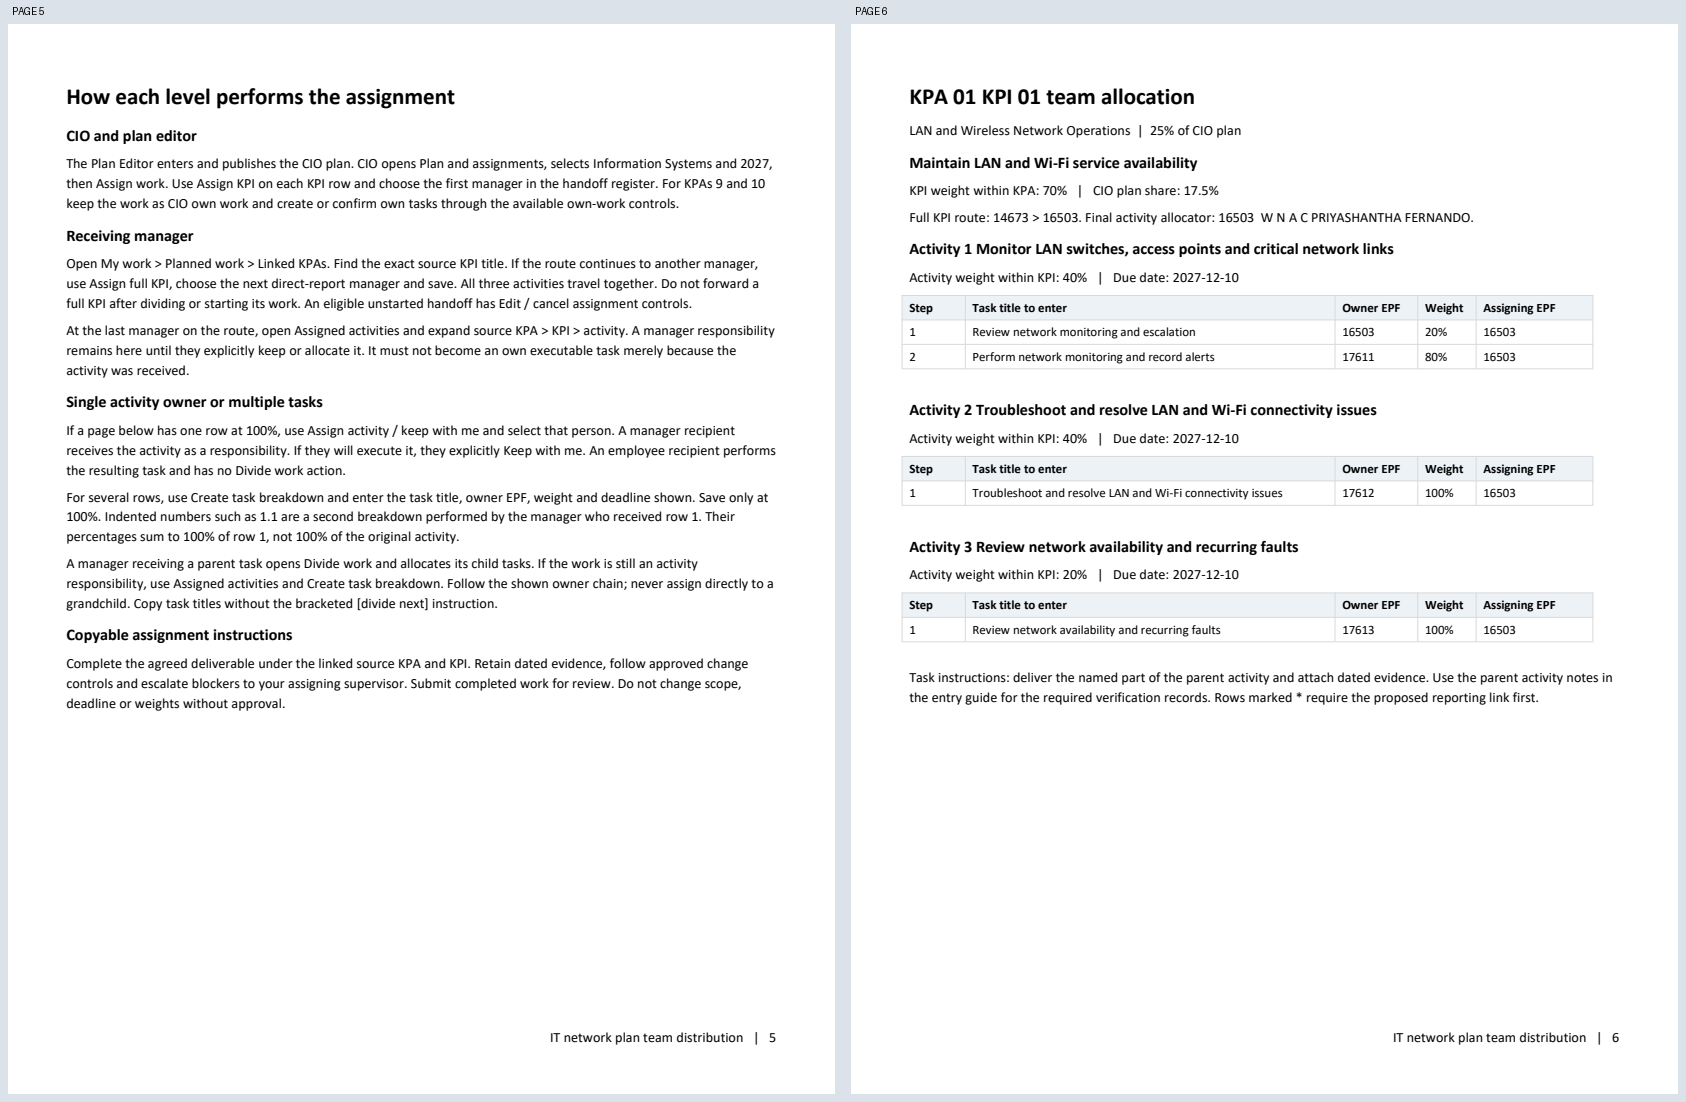 PAGE 5
How each level performs the assignment
CIO and plan editor
The Plan Editor enters and publishes the CIO plan. CIO opens Plan and assignments, selects Information Systems and 2027,
then Assign work. Use Assign KPI on each KPI row and choose the first manager in the handoff register. For KPAs 9 and 10
keep the work as CIO own work and create or confirm own tasks through the available own-work controls.
Receiving manager
Open My work > Planned work > Linked KPAs. Find the exact source KPI title. If the route continues to another manager,
use Assign full KPI, choose the next direct-report manager and save. All three activities travel together. Do not forward a
full KPI after dividing or starting its work. An eligible unstarted handoff has Edit / cancel assignment controls.
At the last manager on the route, open Assigned activities and expand source KPA > KPI > activity. A manager responsibility
remains here until they explicitly keep or allocate it. It must not become an own executable task merely because the
activity was received.
Single activity owner or multiple tasks
If a page below has one row at 100%, use Assign activity / keep with me and select that person. A manager recipient
receives the activity as a responsibility. If they will execute it, they explicitly Keep with me. An employee recipient performs
the resulting task and has no Divide work action.
For several rows, use Create task breakdown and enter the task title, owner EPF, weight and deadline shown. Save only at
100%. Indented numbers such as 1.1 are a second breakdown performed by the manager who received row 1. Their
percentages sum to 100% of row 1, not 100% of the original activity.
A manager receiving a parent task opens Divide work and allocates its child tasks. If the work is still an activity
responsibility, use Assigned activities and Create task breakdown. Follow the shown owner chain; never assign directly to a
grandchild. Copy task titles without the bracketed [divide next] instruction.
Copyable assignment instructions
Complete the agreed deliverable under the linked source KPA and KPI. Retain dated evidence, follow approved change
controls and escalate blockers to your assigning supervisor. Submit completed work for review. Do not change scope,
deadline or weights without approval.
IT network plan team distribution | 5
PAGE 6
KPA 01 KPI 01 team allocation
LAN and Wireless Network Operations | 25% of CIO plan
Maintain LAN and Wi-Fi service availability
KPI weight within KPA: 70% | CIO plan share: 17.5%
Full KPI route: 14673 > 16503. Final activity allocator: 16503 W N A C PRIYASHANTHA FERNANDO.
Activity 1 Monitor LAN switches, access points and critical network links
Activity weight within KPI: 40% | Due date: 2027-12-10
Step Task title to enter Owner EPF Weight Assigning EPF
1 Review network monitoring and escalation 16503 20% 16503
2 Perform network monitoring and record alerts 17611 80% 16503
Activity 2 Troubleshoot and resolve LAN and Wi-Fi connectivity issues
Activity weight within KPI: 40% | Due date: 2027-12-10
Step Task title to enter Owner EPF Weight Assigning EPF
1 Troubleshoot and resolve LAN and Wi-Fi connectivity issues 17612 100% 16503
Activity 3 Review network availability and recurring faults
Activity weight within KPI: 20% | Due date: 2027-12-10
Step Task title to enter Owner EPF Weight Assigning EPF
1 Review network availability and recurring faults 17613 100% 16503
Task instructions: deliver the named part of the parent activity and attach dated evidence. Use the parent activity notes in
the entry guide for the required verification records. Rows marked * require the proposed reporting link first.
IT network plan team distribution | 6